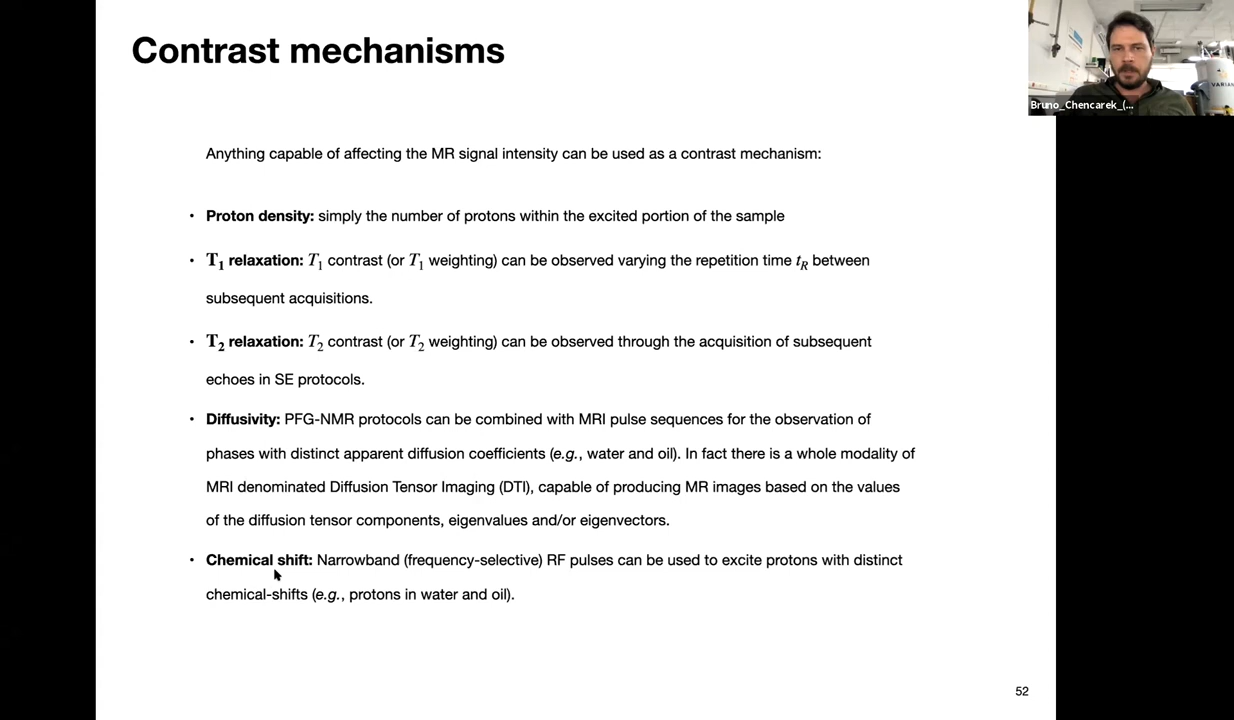 Contrast mechanisms
Bruno_Chencarek_(...
VARIAN
Anything capable of affecting the MR signal intensity can be used as a contrast mechanism:
• Proton density: simply the number of protons within the excited portion of the sample
• T₁ relaxation: T₁ contrast (or T₁ weighting) can be observed varying the repetition time t_R between
subsequent acquisitions.
• T₂ relaxation: T₂ contrast (or T₂ weighting) can be observed through the acquisition of subsequent
echoes in SE protocols.
• Diffusivity: PFG-NMR protocols can be combined with MRI pulse sequences for the observation of
phases with distinct apparent diffusion coefficients (e.g., water and oil). In fact there is a whole modality of
MRI denominated Diffusion Tensor Imaging (DTI), capable of producing MR images based on the values
of the diffusion tensor components, eigenvalues and/or eigenvectors.
• Chemical shift: Narrowband (frequency-selective) RF pulses can be used to excite protons with distinct
chemical-shifts (e.g., protons in water and oil).
52